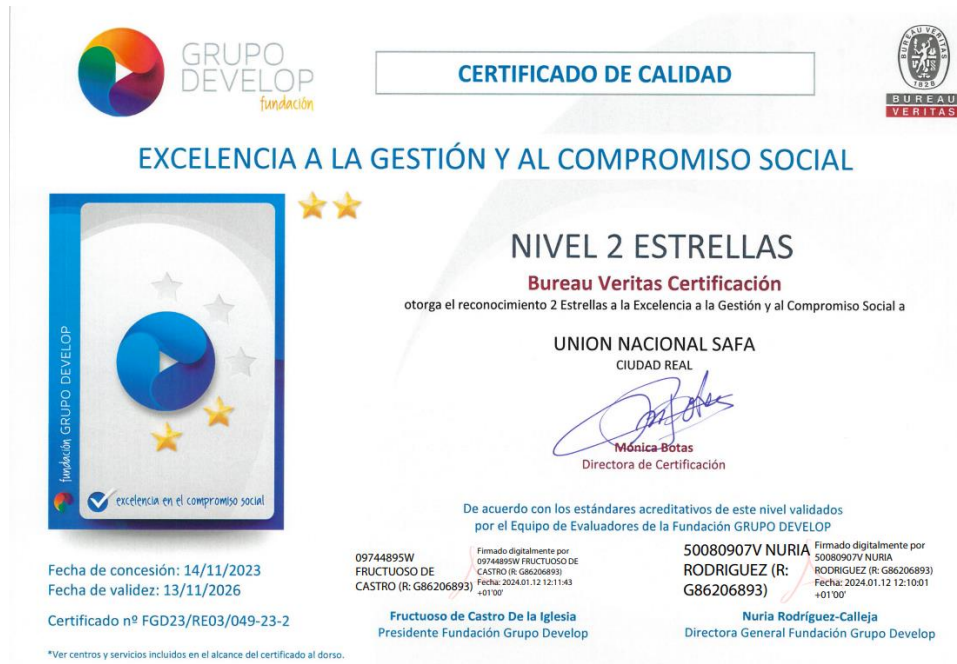 GRUPO
DEVELOP
fundación
CERTIFICADO DE CALIDAD
BUREAU VERITAS
1828
BUREAU
VERITAS
EXCELENCIA A LA GESTIÓN Y AL COMPROMISO SOCIAL
NIVEL 2 ESTRELLAS
Bureau Veritas Certificación
otorga el reconocimiento 2 Estrellas a la Excelencia a la Gestión y al Compromiso Social a
UNION NACIONAL SAFA
CIUDAD REAL
Mónica Botas
Directora de Certificación
fundación GRUPO DEVELOP
excelencia en el compromiso social
De acuerdo con los estándares acreditativos de este nivel validados
por el Equipo de Evaluadores de la Fundación GRUPO DEVELOP
Fecha de concesión: 14/11/2023
Fecha de validez: 13/11/2026
Certificado nº FGD23/RE03/049-23-2
09744895W
FRUCTUOSO DE
CASTRO (R: G86206893)
Firmado digitalmente por
09744895W FRUCTUOSO DE
CASTRO (R: G86206893)
Fecha: 2024.01.12 12:11:43
+01'00'
Fructuoso de Castro De la Iglesia
Presidente Fundación Grupo Develop
50080907V NURIA
RODRIGUEZ (R:
G86206893)
Firmado digitalmente por
50080907V NURIA
RODRIGUEZ (R: G86206893)
Fecha: 2024.01.12 12:10:01
+01'00'
Nuria Rodríguez-Calleja
Directora General Fundación Grupo Develop
*Ver centros y servicios incluidos en el alcance del certificado al dorso.